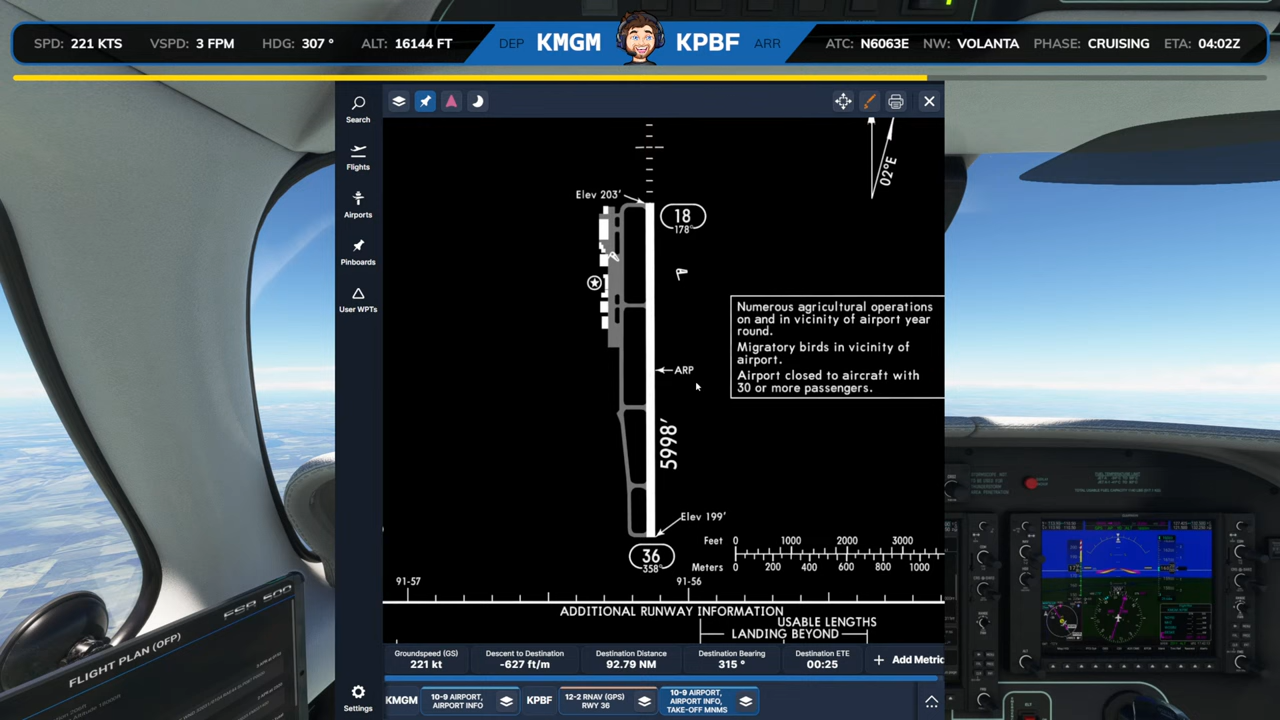 SPD: 221 KTS VSPD: 3 FPM HDG: 307 ° ALT: 16144 FT DEP KMGM KPBF ARR ATC: N6063E NW: VOLANTA PHASE: CRUISING ETA: 04:02Z
Search
Flights
Airports
Pinboards
User WPTS
Settings
02°E
Elev 203'
18
178°
Numerous agricultural operations
on and in vicinity of airport year
round.
Migratory birds in vicinity of
airport.
Airport closed to aircraft with
30 or more passengers.
ARP
5998'
Elev 199'
36
358°
Feet 0 1000 2000 3000
Meters 0 200 400 600 800 1000
91-57 91-56
ADDITIONAL RUNWAY INFORMATION
USABLE LENGTHS
LANDING BEYOND
Groundspeed (GS) Descent to Destination Destination Distance Destination Bearing Destination ETE
221 kt -627 ft/m 92.79 NM 315 ° 00:25
+ Add Metric
KMGM 10-9 AIRPORT, AIRPORT INFO KPBF 12-2 RNAV (GPS) RWY 36 10-9 AIRPORT, AIRPORT INFO, TAKE-OFF MNMS
FLIGHT PLAN (OFP)